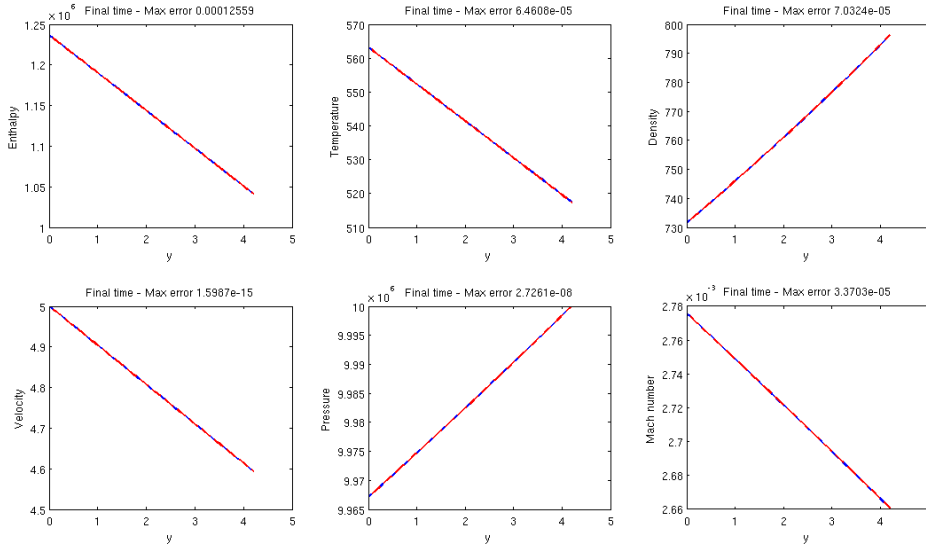 Final time - Max error 0.00012559
× 10^6
1.25
1.2
1.15
1.1
1.05
1
Enthalpy
0 1 2 3 4 5
y
Final time - Max error 6.4608e-05
570
560
550
540
530
520
510
Temperature
0 1 2 3 4 5
y
Final time - Max error 7.0324e-05
800
790
780
770
760
750
740
730
Density
0 1 2 3 4
y
Final time - Max error 1.5987e-15
5
4.9
4.8
4.7
4.6
4.5
Velocity
0 1 2 3 4 5
y
Final time - Max error 2.7261e-08
× 10^6
10
9.995
9.99
9.985
9.98
9.975
9.97
9.965
Pressure
0 1 2 3 4 5
y
Final time - Max error 3.3703e-05
× 10^-3
2.78
2.76
2.74
2.72
2.7
2.68
2.66
Mach number
0 1 2 3 4
y